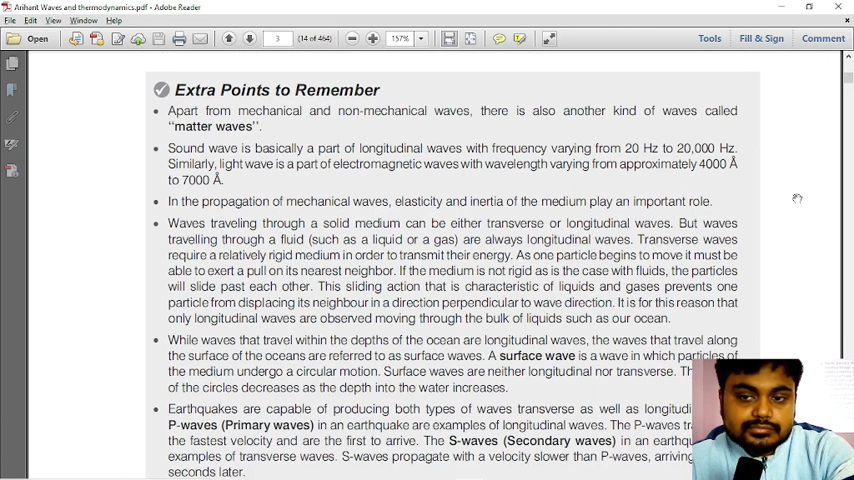 Arihant Waves and thermodynamics.pdf - Adobe Reader
File Edit View Window Help
Open 3 (14 of 464) 157% Tools Fill & Sign Comment
Extra Points to Remember
• Apart from mechanical and non-mechanical waves, there is also another kind of waves called
‘‘matter waves’’.
• Sound wave is basically a part of longitudinal waves with frequency varying from 20 Hz to 20,000 Hz.
Similarly, light wave is a part of electromagnetic waves with wavelength varying from approximately 4000 Å
to 7000 Å.
• In the propagation of mechanical waves, elasticity and inertia of the medium play an important role.
• Waves traveling through a solid medium can be either transverse or longitudinal waves. But waves
travelling through a fluid (such as a liquid or a gas) are always longitudinal waves. Transverse waves
require a relatively rigid medium in order to transmit their energy. As one particle begins to move it must be
able to exert a pull on its nearest neighbor. If the medium is not rigid as is the case with fluids, the particles
will slide past each other. This sliding action that is characteristic of liquids and gases prevents one
particle from displacing its neighbour in a direction perpendicular to wave direction. It is for this reason that
only longitudinal waves are observed moving through the bulk of liquids such as our ocean.
• While waves that travel within the depths of the ocean are longitudinal waves, the waves that travel along
the surface of the oceans are referred to as surface waves. A surface wave is a wave in which particles of
the medium undergo a circular motion. Surface waves are neither longitudinal nor transverse.
of the circles decreases as the depth into the water increases.
• Earthquakes are capable of producing both types of waves transverse as well as
P-waves (Primary waves) in an earthquake are examples of longitudinal waves. The P-waves
the fastest velocity and are the first to arrive. The S-waves (Secondary waves) in an
examples of transverse waves. S-waves propagate with a velocity slower than P-waves,
seconds later.